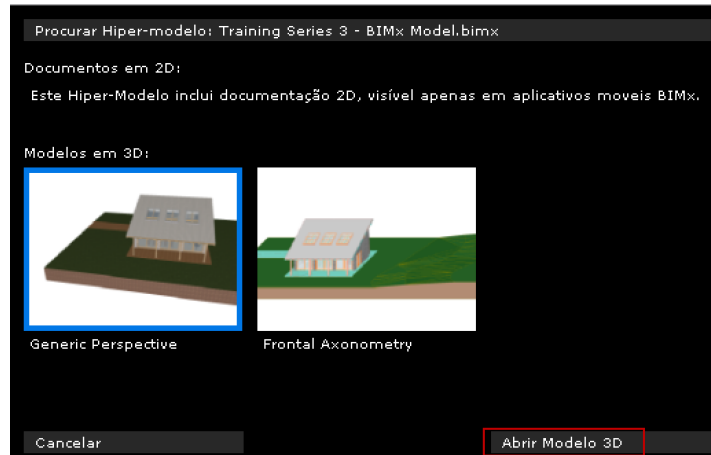 Procurar Hiper-modelo: Training Series 3 - BIMx Model.bimx
Documentos em 2D:
Este Hiper-Modelo inclui documentação 2D, visível apenas em aplicativos moveis BIMx.
Modelos em 3D:
Generic Perspective
Frontal Axonometry
Cancelar
Abrir Modelo 3D